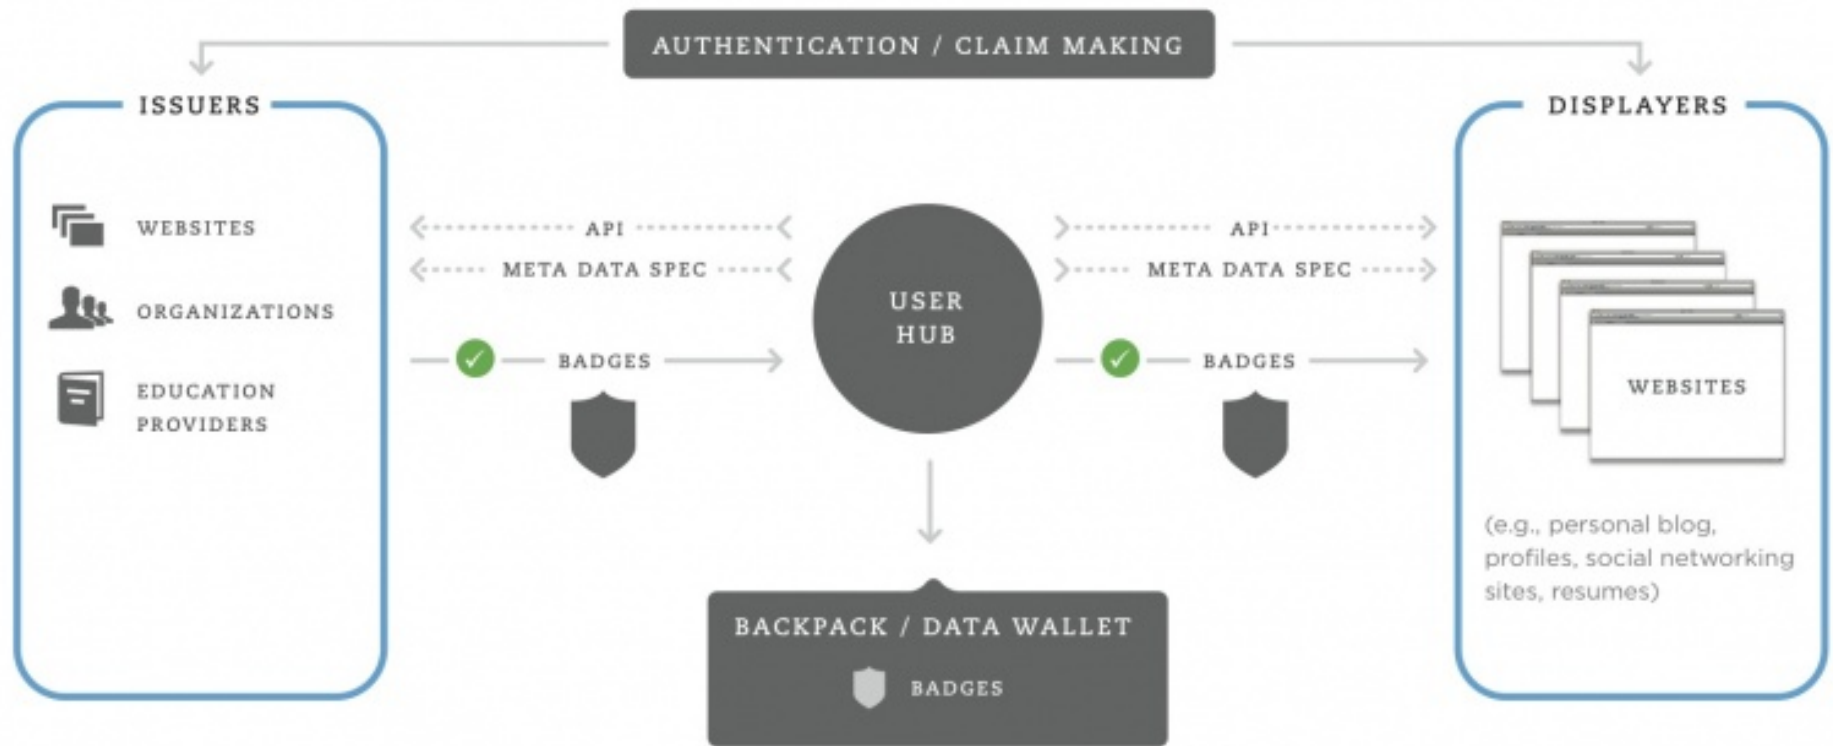 AUTHENTICATION / CLAIM MAKING
ISSUERS
WEBSITES
ORGANIZATIONS
EDUCATION
PROVIDERS
API
META DATA SPEC
BADGES
USER
HUB
API
META DATA SPEC
BADGES
DISPLAYERS
WEBSITES
(e.g., personal blog,
profiles, social networking
sites, resumes)
BACKPACK / DATA WALLET
BADGES